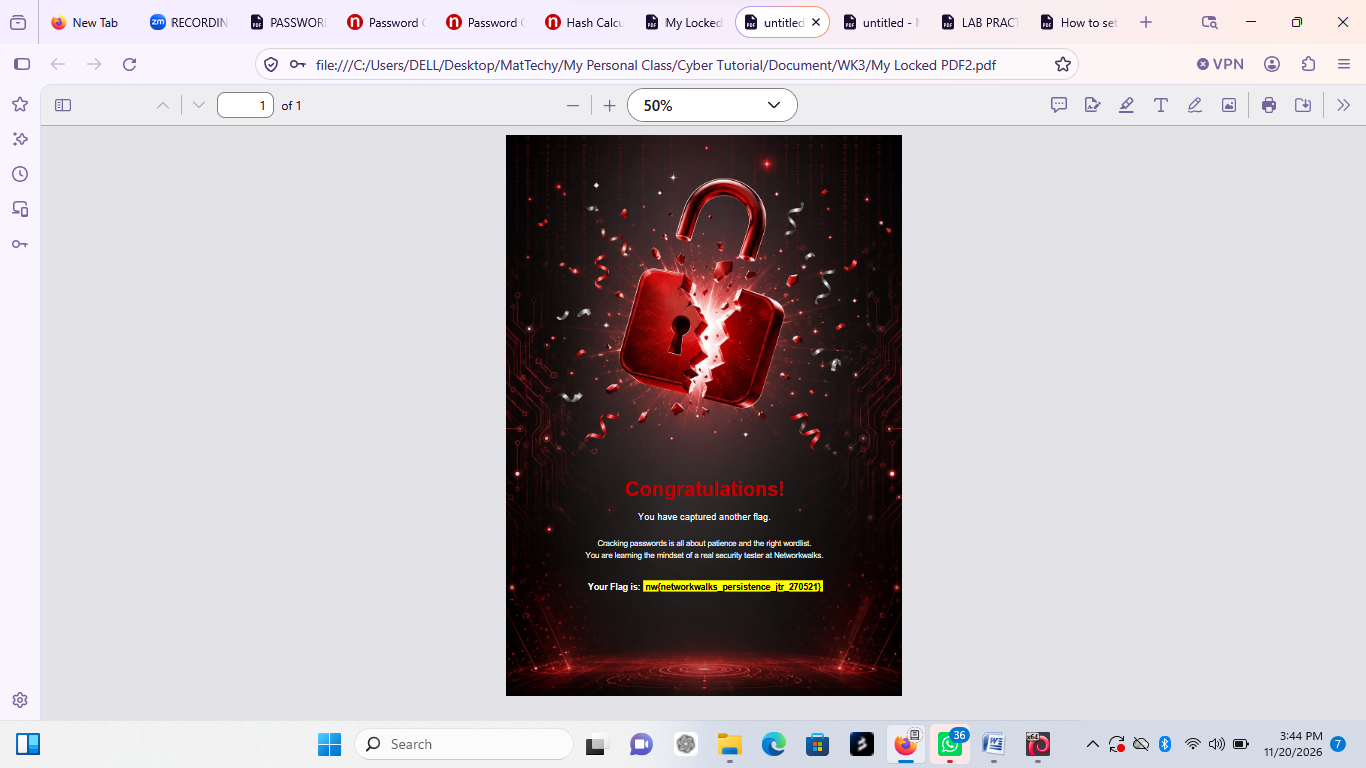 New Tab
RECORDIN
PASSWOR
Password
Password
Hash Calcu
My Locked
untitled
untitled -
LAB PRACT
How to set
file:///C:/Users/DELL/Desktop/MatTechy/My Personal Class/Cyber Tutorial/Document/WK3/My Locked PDF2.pdf
VPN
1 of 1
50%
Congratulations!
You have captured another flag.
Cracking passwords is all about patience and the right wordlist.
You are learning the mindset of a real security tester at Networkwalks.
Your Flag is: nw{networkwalks_persistence_jtr_270521}
Search
36
3:44 PM
11/20/2026
7